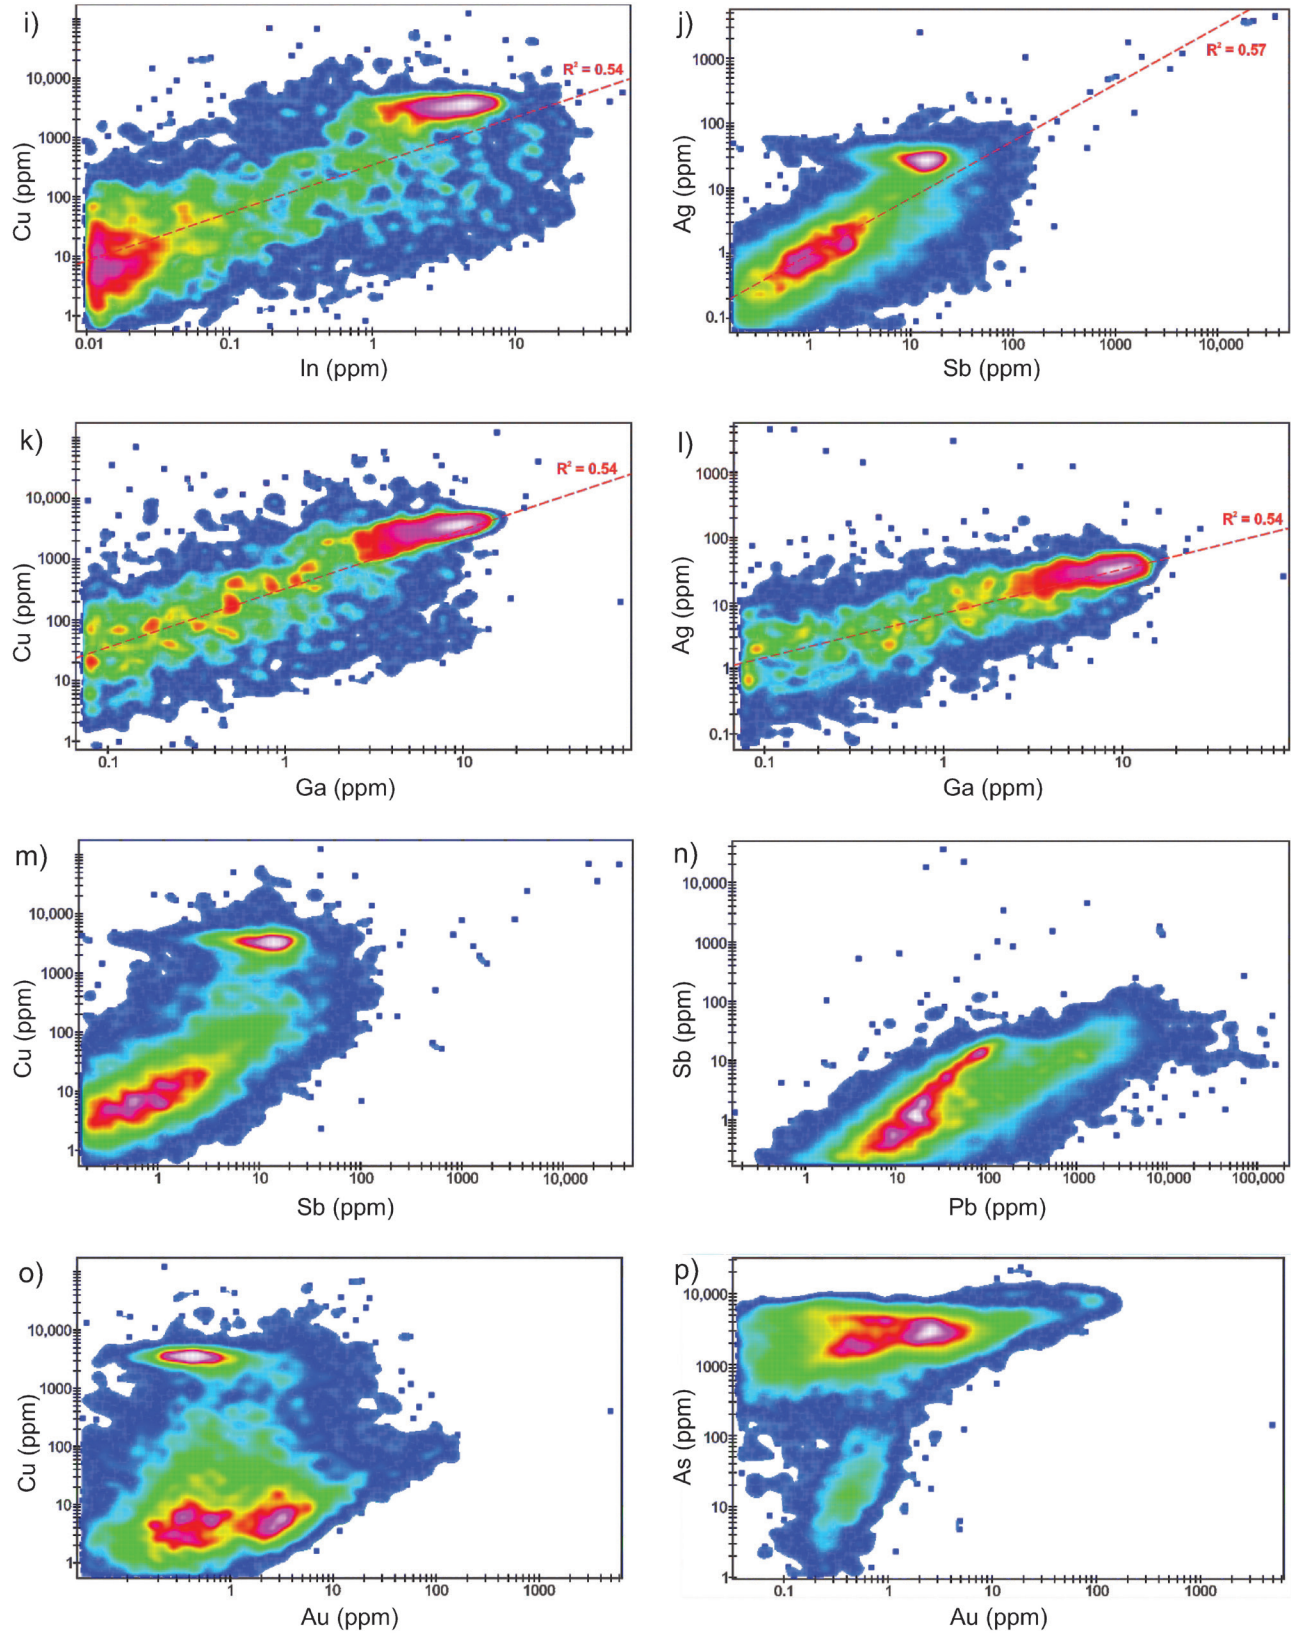 i)
R² = 0.54
Cu (ppm)
10,000
1000
100
10
1
0.01 0.1 1 10
In (ppm)
j)
R² = 0.57
Ag (ppm)
1000
100
10
1
0.1
1 10 100 1000 10,000
Sb (ppm)
k)
R² = 0.54
Cu (ppm)
10,000
1000
100
10
1
0.1 1 10
Ga (ppm)
l)
R² = 0.54
Ag (ppm)
1000
100
10
1
0.1
0.1 1 10
Ga (ppm)
m)
Cu (ppm)
10,000
1000
100
10
1
1 10 100 1000 10,000
Sb (ppm)
n)
Sb (ppm)
10,000
1000
100
10
1
1 10 100 1000 10,000 100,000
Pb (ppm)
o)
Cu (ppm)
10,000
1000
100
10
1
1 10 100 1000
Au (ppm)
p)
As (ppm)
10,000
1000
100
10
1
0.1 1 10 100 1000
Au (ppm)